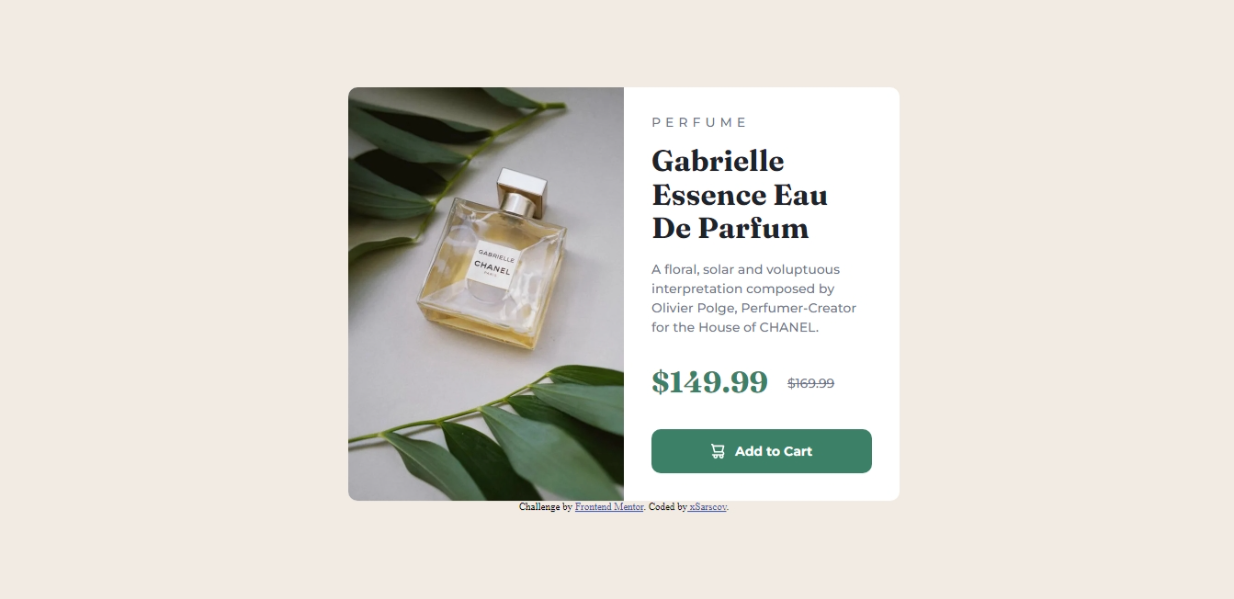 PERFUME
Gabrielle
Essence Eau
De Parfum
A floral, solar and voluptuous
interpretation composed by
Olivier Polge, Perfumer-Creator
for the House of CHANEL.
$149.99 $169.99
Add to Cart
GABRIELLE
CHANEL
PARIS
Challenge by Frontend Mentor. Coded by xSarscov.